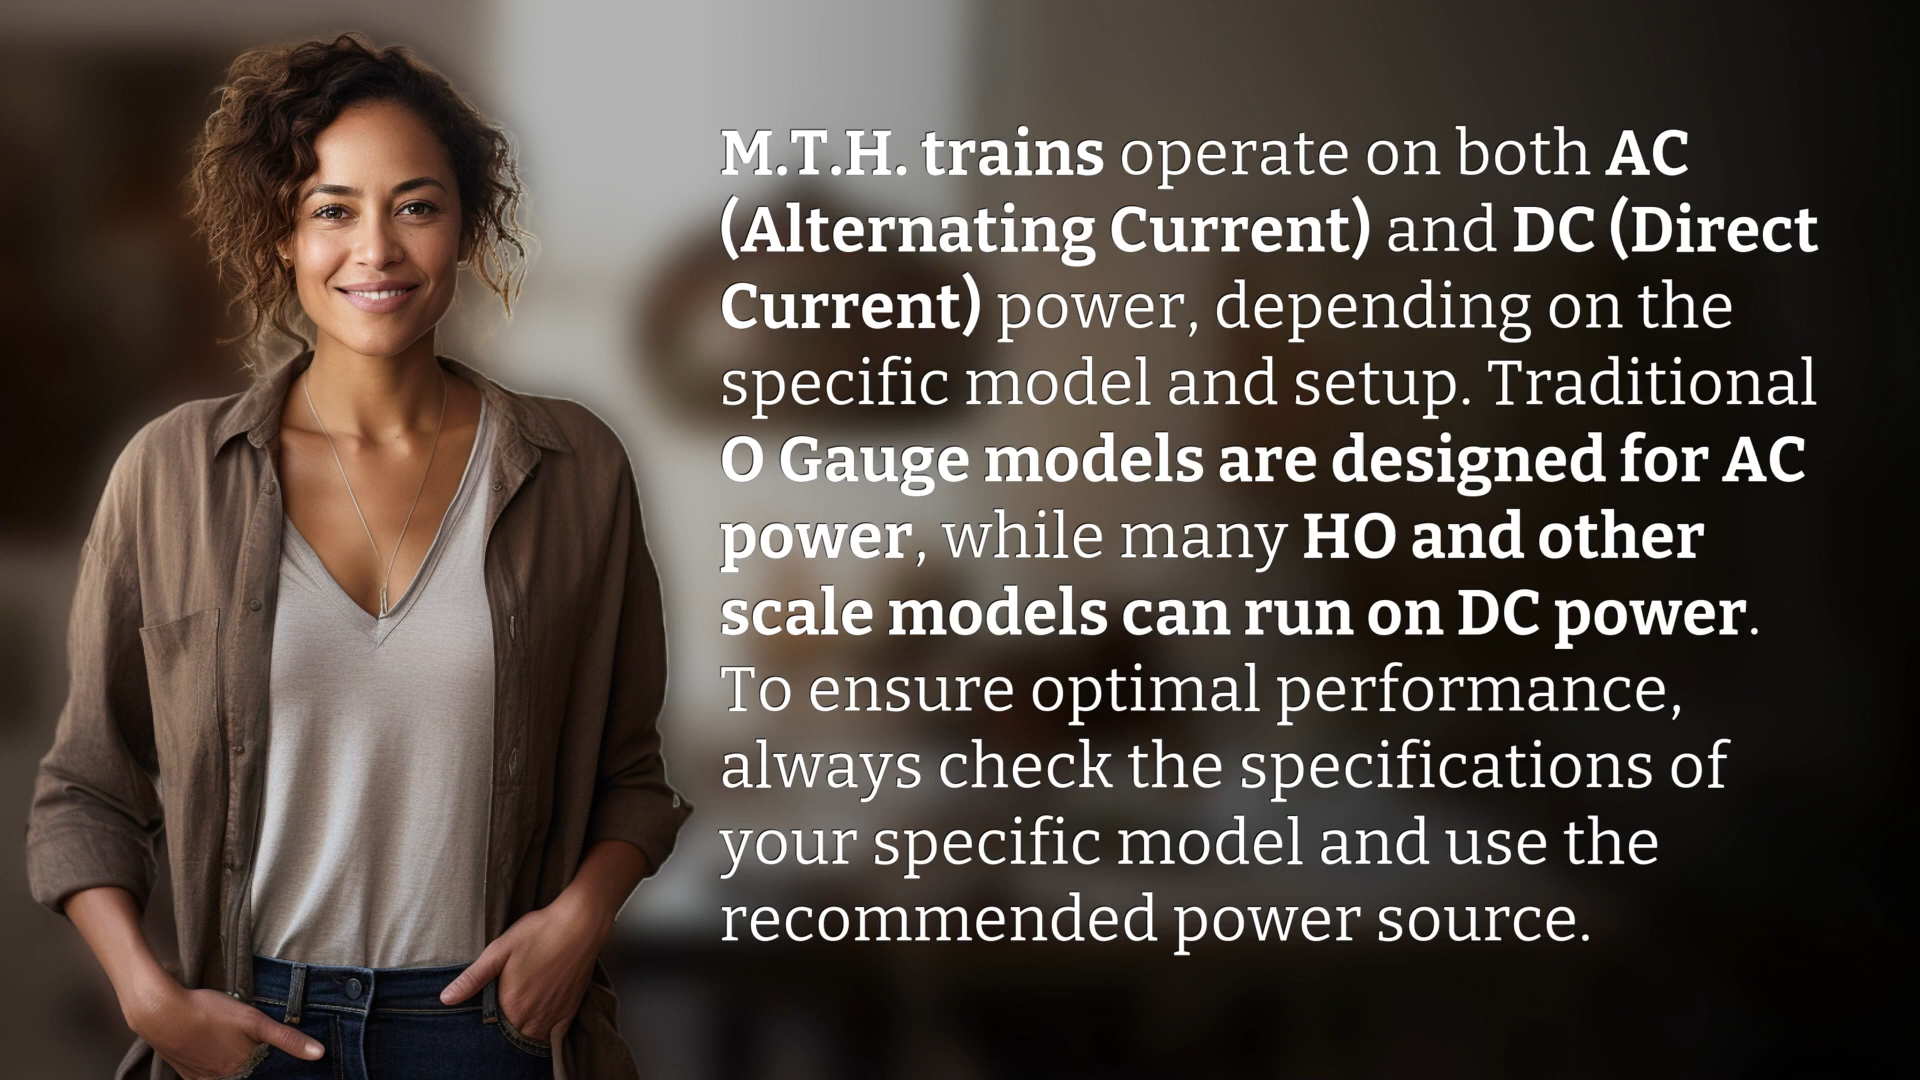 M.T.H. trains operate on both AC
(Alternating Current) and DC (Direct
Current) power, depending on the
specific model and setup. Traditional
O Gauge models are designed for AC
power, while many HO and other
scale models can run on DC power.
To ensure optimal performance,
always check the specifications of
your specific model and use the
recommended power source.